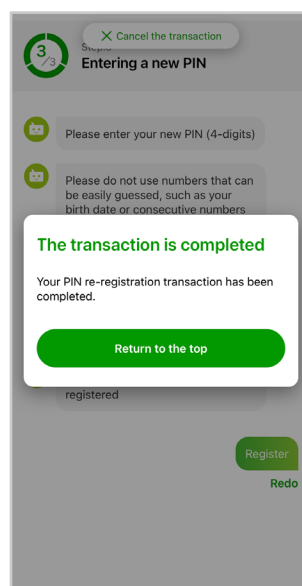 Cancel the transaction
3/3
Entering a new PIN
Please enter your new PIN (4-digits)
Please do not use numbers that can
be easily guessed, such as your
birth date or consecutive numbers
The transaction is completed
Your PIN re-registration transaction has been
completed.
Return to the top
registered
Register
Redo